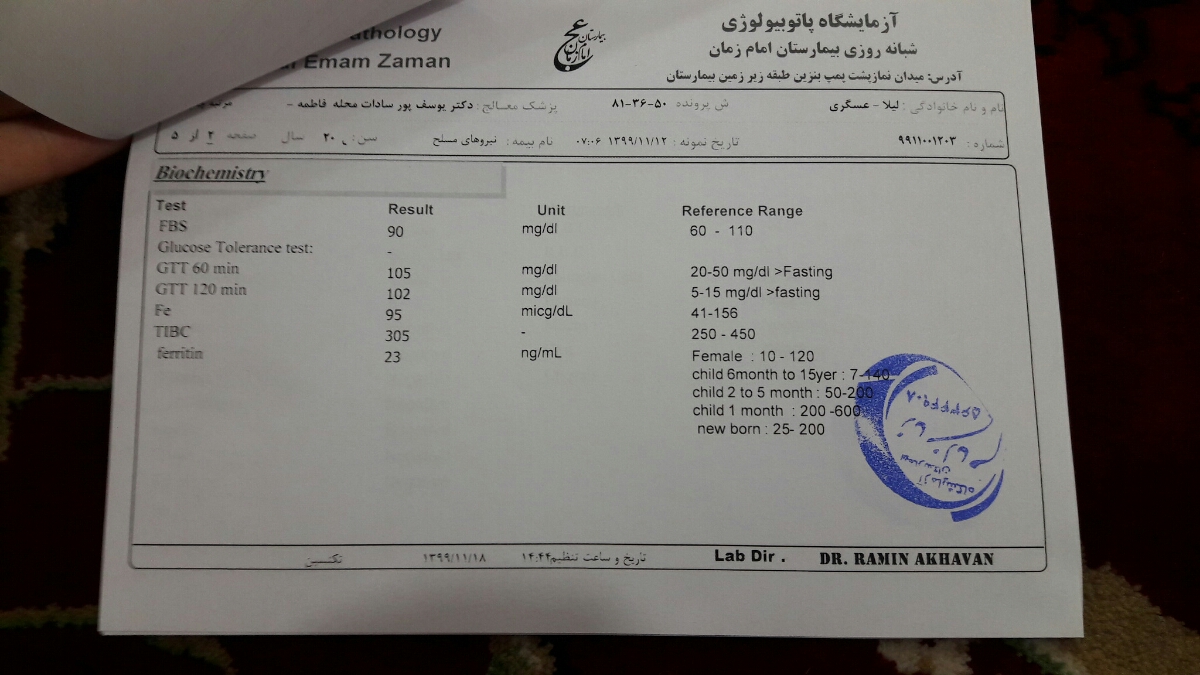 آزمایشگاه پاتوبیولوژی
athology
بیمارستان امام زمان
شبانه روزی بیمارستان امام زمان
Emam Zaman
آدرس: میدان نمازپشت پمپ بنزین طبقه زیر زمین بیمارستان
نام و نام خانوادگی : لیلا - عسگری ش پرونده ۸۱-۳۶-۵۰ پزشک معالج : دکتر یوسف پور سادات محله فاطمه -
شماره : ۹۹۱۱۰۰۱۲۰۳ تاریخ نمونه : ۱۳۹۹/۱۱/۱۲ ۰۷:۰۶ نام بیمه : نیروهای مسلح سن : ۲۰ سال صفحه ۲ از ۵
Biochemistry
Test Result Unit Reference Range
FBS 90 mg/dl 60 - 110
Glucose Tolerance test: -
GTT 60 min 105 mg/dl 20-50 mg/dl >Fasting
GTT 120 min 102 mg/dl 5-15 mg/dl >fasting
Fe 95 micg/dL 41-156
TIBC 305 - 250 - 450
ferritin 23 ng/mL Female : 10 - 120
child 6month to 15yer : 7-140
child 2 to 5 month : 50-200
child 1 month : 200 -600
new born : 25- 200
آزمایشگاه
Lab Dir . DR. RAMIN AKHAVAN
تاریخ و ساعت تنظیم ۱۴:۴۴ ۱۳۹۹/۱۱/۱۸